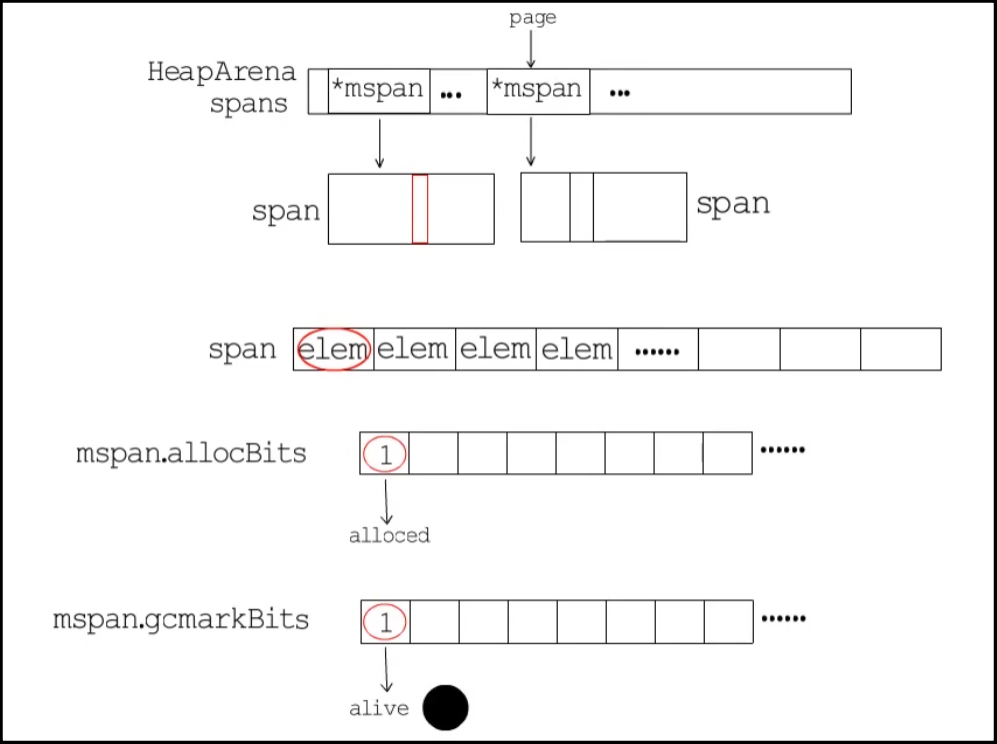 page
HeapArena
spans
*mspan ... *mspan ...
span
span
span elem elem elem elem ......
mspan.allocBits 1 ......
alloced
mspan.gcmarkBits 1 ......
alive